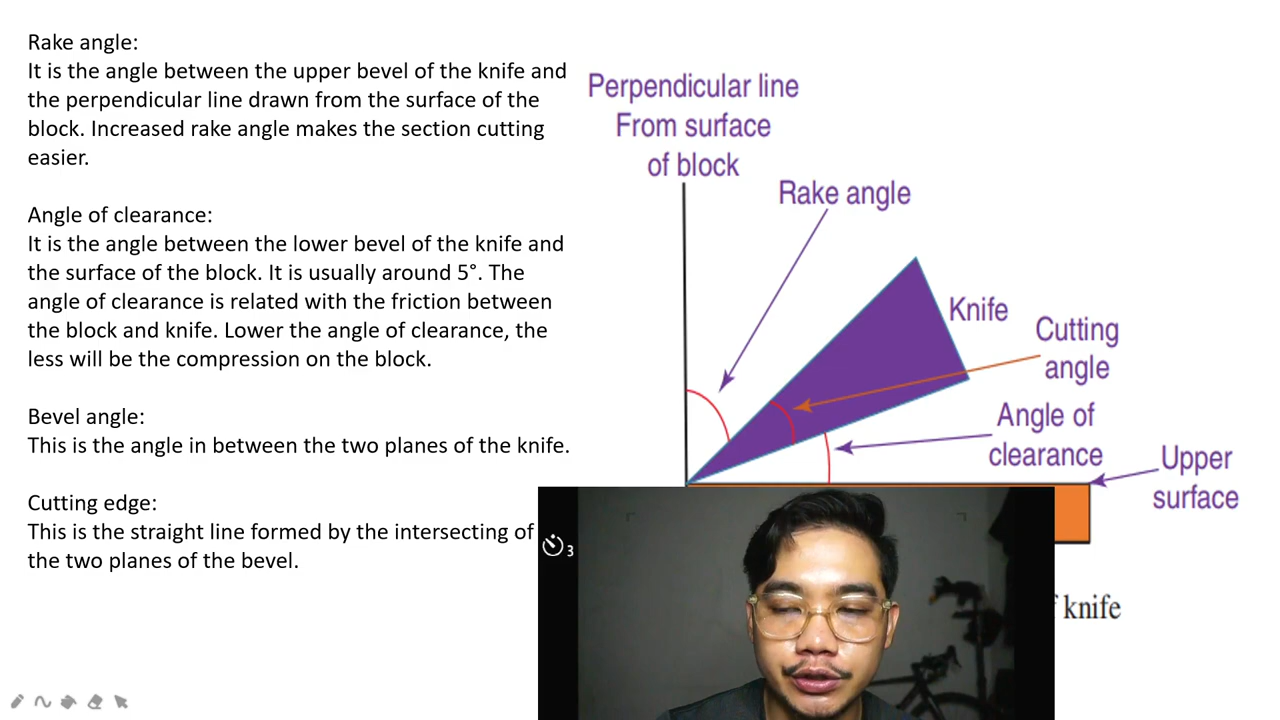 Rake angle:
It is the angle between the upper bevel of the knife and
the perpendicular line drawn from the surface of the
block. Increased rake angle makes the section cutting
easier.
Angle of clearance:
It is the angle between the lower bevel of the knife and
the surface of the block. It is usually around 5°. The
angle of clearance is related with the friction between
the block and knife. Lower the angle of clearance, the
less will be the compression on the block.
Bevel angle:
This is the angle in between the two planes of the knife.
Cutting edge:
This is the straight line formed by the intersecting of
the two planes of the bevel.
Perpendicular line
From surface
of block
Rake angle
Knife
Cutting
angle
Angle of
clearance
Upper
surface
3
knife